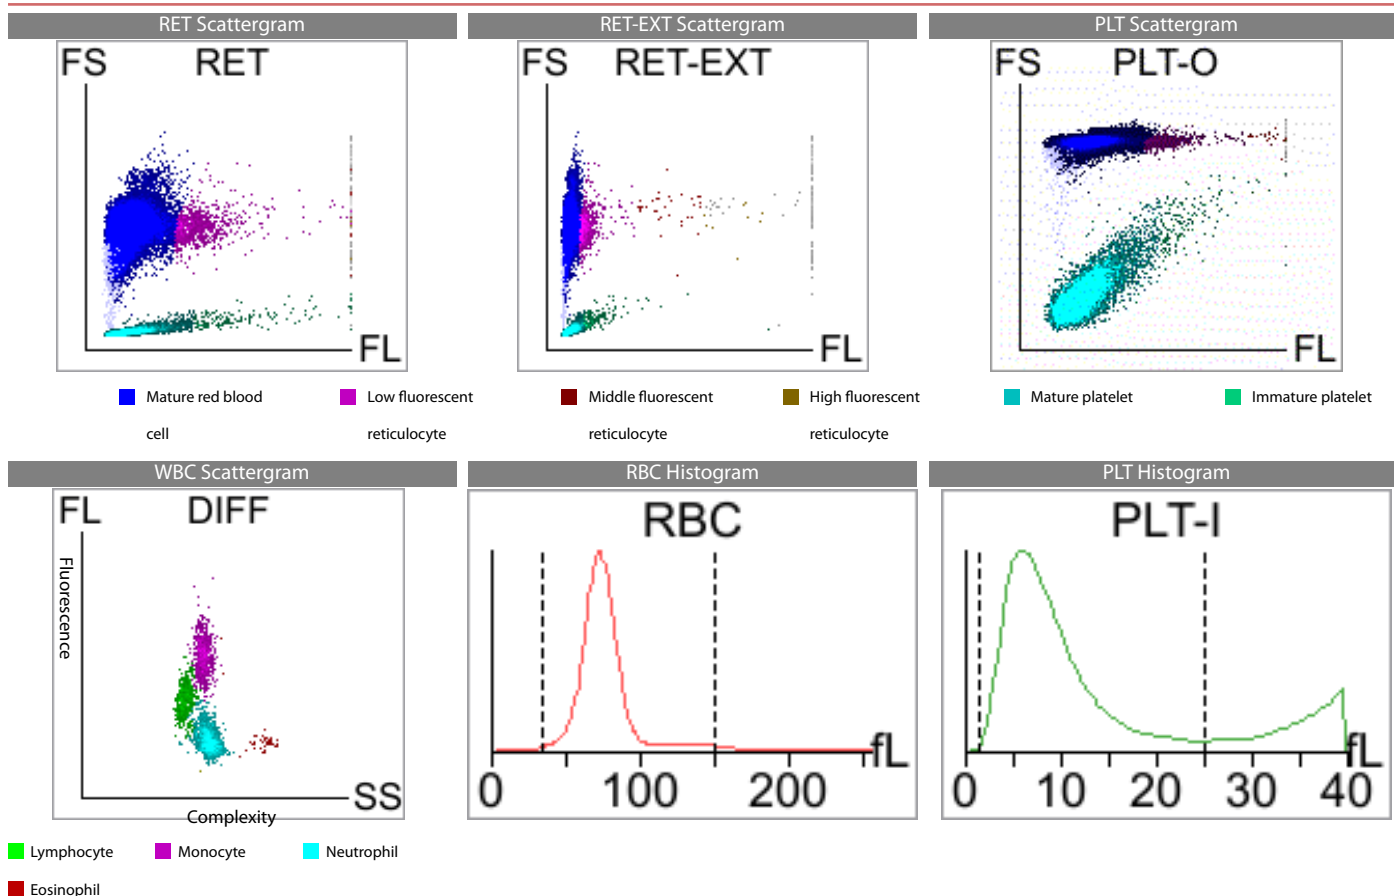 RET Scattergram
RET-EXT Scattergram
PLT Scattergram
FS RET
FL
FS RET-EXT
FL
FS PLT-O
FL
Mature red blood cell
Low fluorescent reticulocyte
Middle fluorescent reticulocyte
High fluorescent reticulocyte
Mature platelet
Immature platelet
WBC Scattergram
RBC Histogram
PLT Histogram
FL DIFF
Fluorescence
SS
Complexity
RBC
fL
0 100 200
PLT-I
fL
0 10 20 30 40
Lymphocyte
Monocyte
Neutrophil
Eosinophil